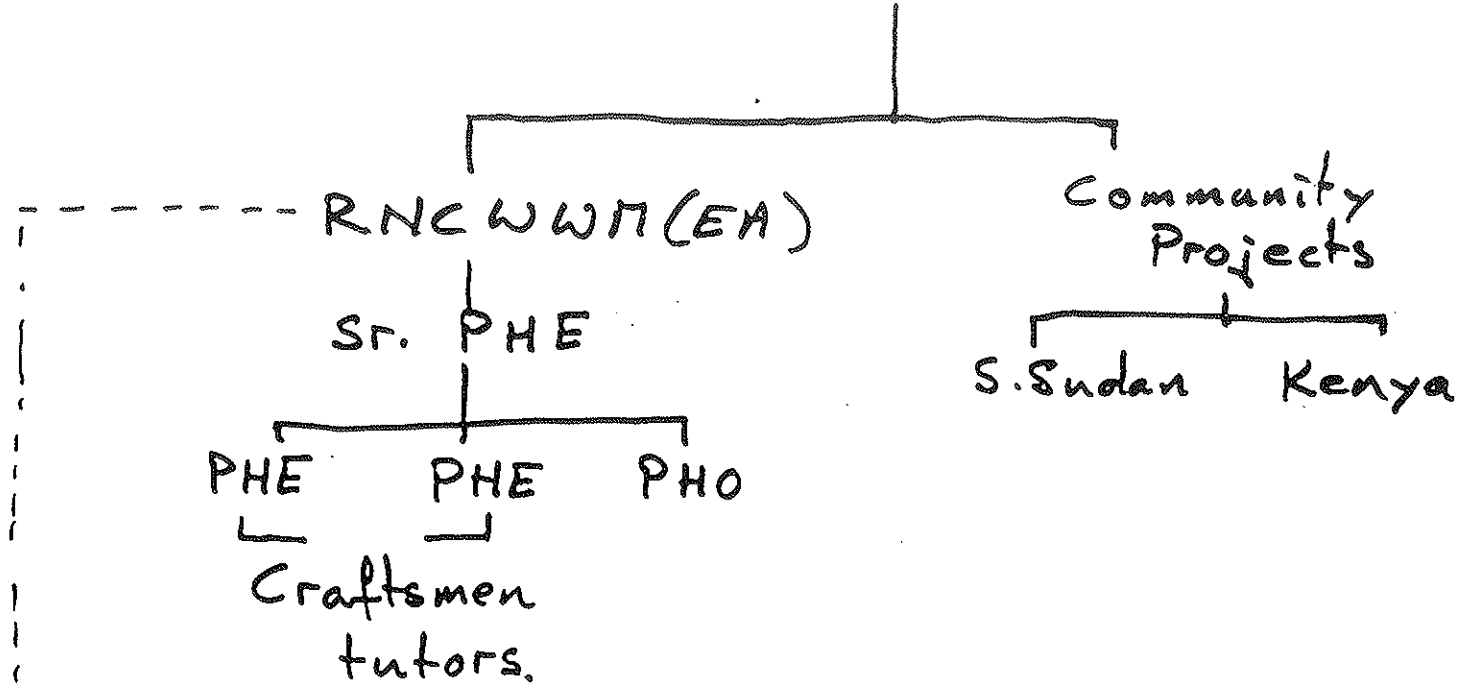 RNCWWM(EA)
Community
Projects
Sr. PHE
S.Sudan Kenya
PHE PHE PHO
Craftsmen
tutors.